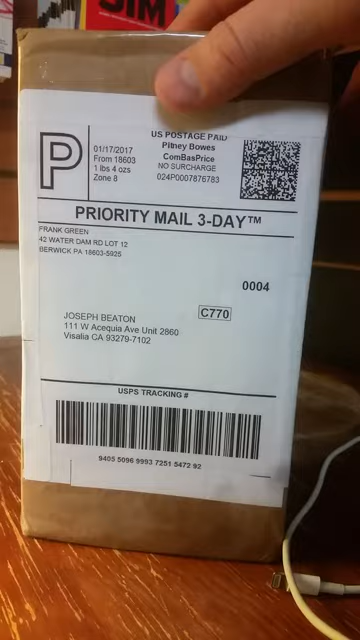 SIM
P
US POSTAGE PAID
Pitney Bowes
ComBasPrice
NO SURCHARGE
024P0007876783
01/17/2017
From 18603
1 lbs 4 ozs
Zone 8
PRIORITY MAIL 3-DAY™
FRANK GREEN
42 WATER DAM RD LOT 12
BERWICK PA 18603-5925
0004
C770
JOSEPH BEATON
111 W Acequia Ave Unit 2860
Visalia CA 93279-7102
USPS TRACKING #
9405 5096 9993 7251 5472 92